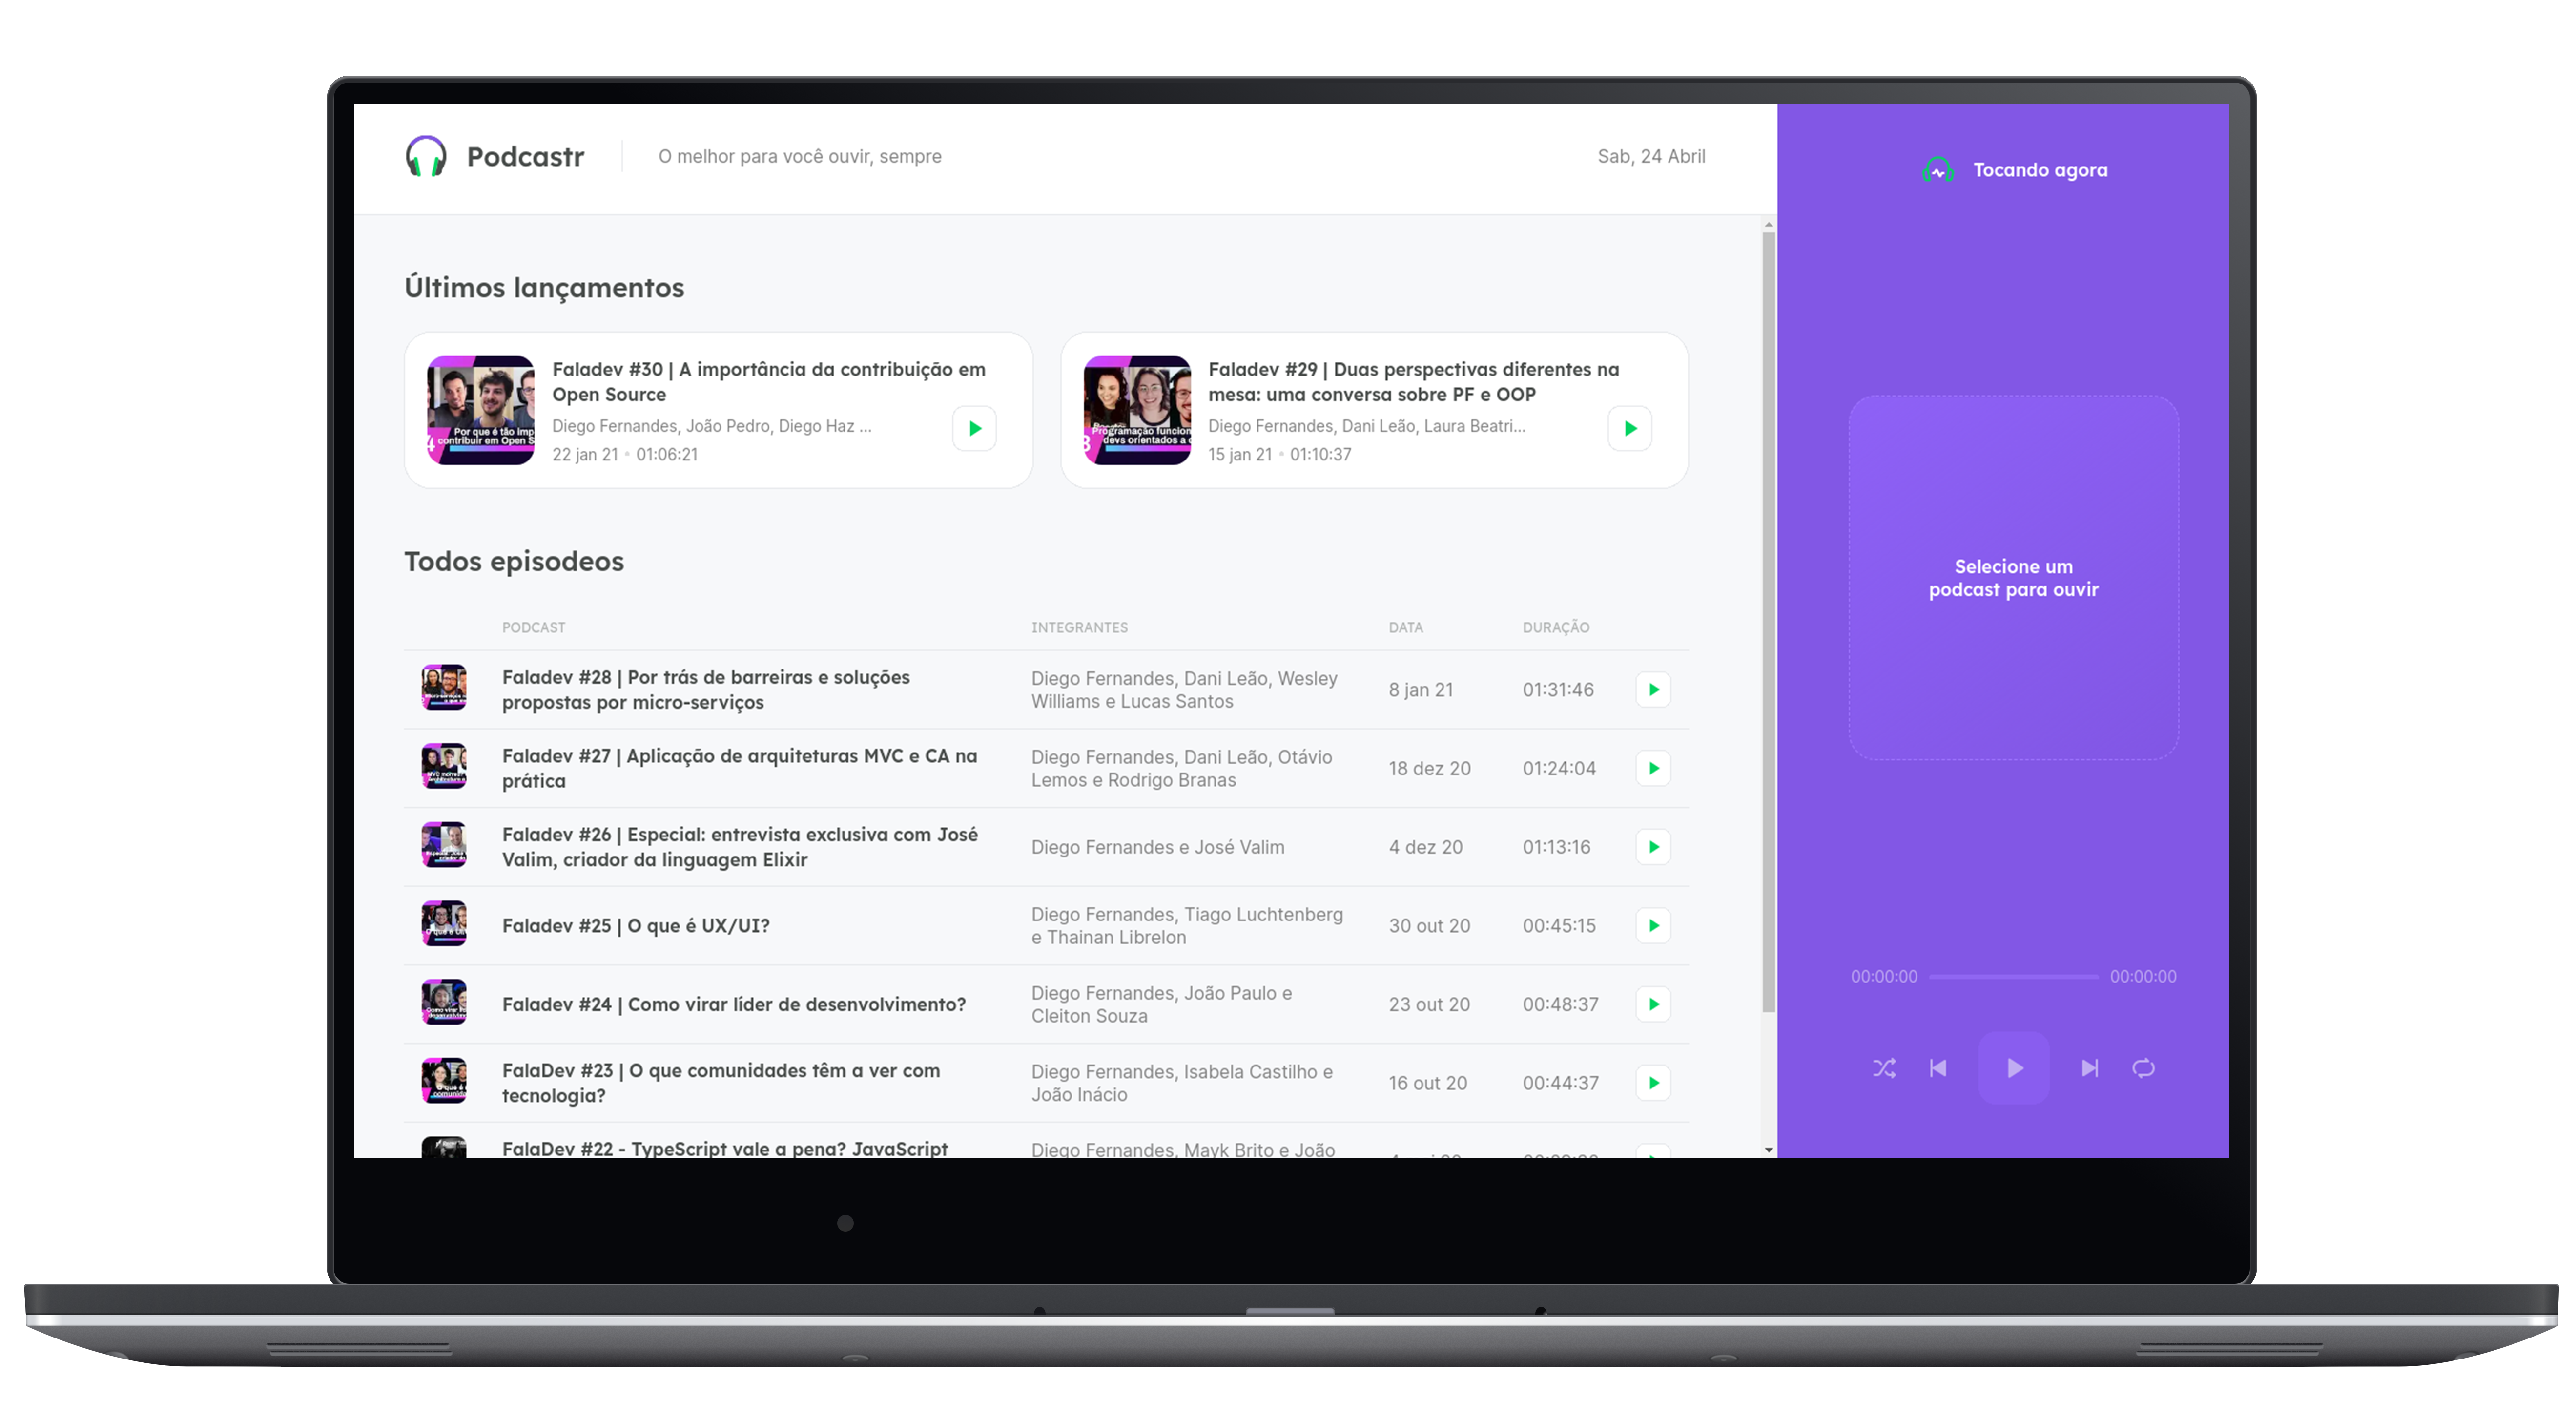 Podcastr
O melhor para você ouvir, sempre
Sab, 24 Abril
Últimos lançamentos
Faladev #30 | A importância da contribuição em
Open Source
Diego Fernandes, João Pedro, Diego Haz ...
22 jan 21 • 01:06:21
Por que é tão imp
contribuir em Open S
Faladev #29 | Duas perspectivas diferentes na
mesa: uma conversa sobre PF e OOP
Diego Fernandes, Dani Leão, Laura Beatri...
15 jan 21 • 01:10:37
Programação funcion
devs orientados a
Todos episodeos
PODCAST INTEGRANTES DATA DURAÇÃO
Faladev #28 | Por trás de barreiras e soluções
propostas por micro-serviços
Diego Fernandes, Dani Leão, Wesley
Williams e Lucas Santos
8 jan 21
01:31:46
Faladev #27 | Aplicação de arquiteturas MVC e CA na
prática
Diego Fernandes, Dani Leão, Otávio
Lemos e Rodrigo Branas
18 dez 20
01:24:04
Faladev #26 | Especial: entrevista exclusiva com José
Valim, criador da linguagem Elixir
Diego Fernandes e José Valim
4 dez 20
01:13:16
Faladev #25 | O que é UX/UI?
Diego Fernandes, Tiago Luchtenberg
e Thainan Librelon
30 out 20
00:45:15
Faladev #24 | Como virar líder de desenvolvimento?
Diego Fernandes, João Paulo e
Cleiton Souza
23 out 20
00:48:37
FalaDev #23 | O que comunidades têm a ver com
tecnologia?
Diego Fernandes, Isabela Castilho e
João Inácio
16 out 20
00:44:37
FalaDev #22 - TypeScript vale a pena? JavaScript
Diego Fernandes, Mayk Brito e João
Tocando agora
Selecione um
podcast para ouvir
00:00:00 00:00:00